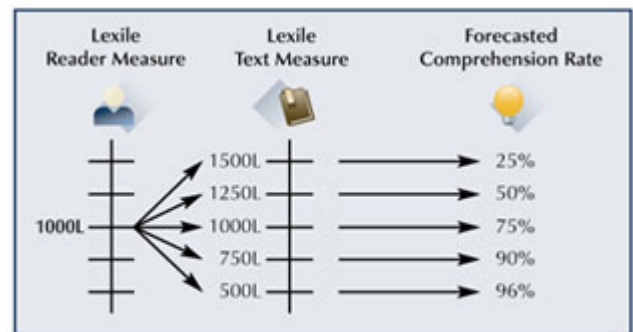 Lexile
Reader Measure
Lexile
Text Measure
Forecasted
Comprehension Rate
1000L
1500L
25%
1250L
50%
1000L
75%
750L
90%
500L
96%